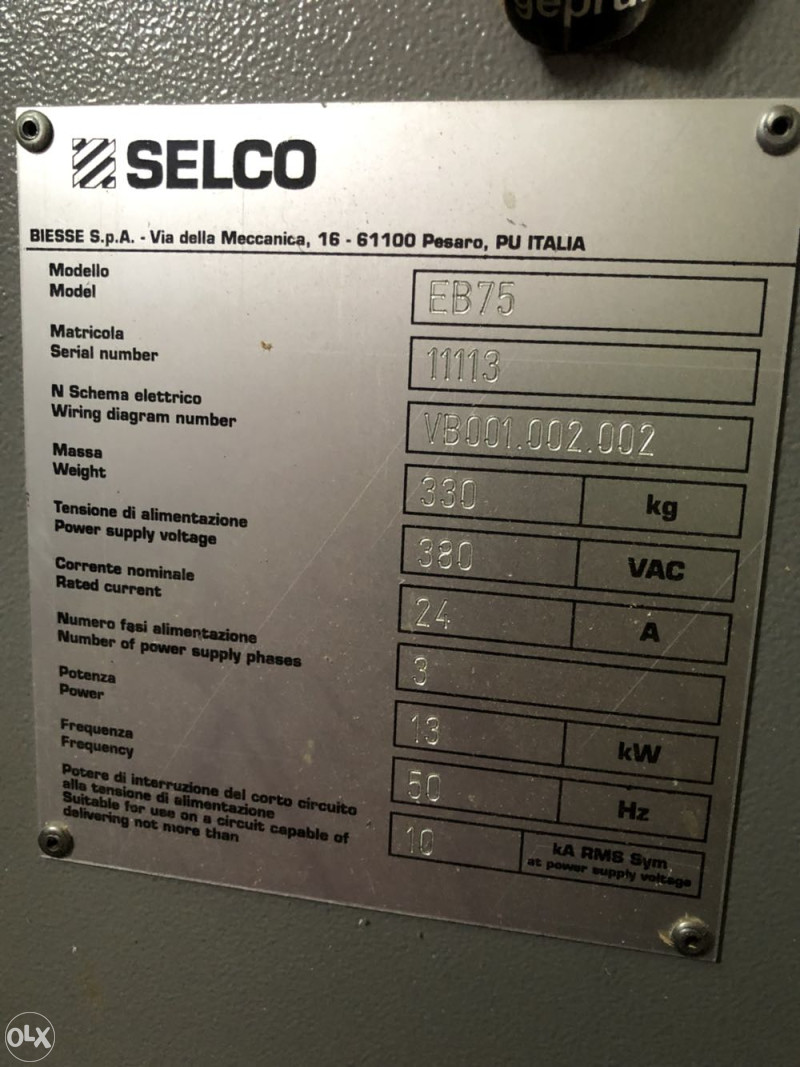 SELCO
BIESSE S.p.A. - Via della Meccanica, 16 - 61100 Pesaro, PU ITALIA
Modello
Model
EB75
Matricola
Serial number
11113
N Schema elettrico
Wiring diagram number
VB001.002.002
Massa
Weight
330 kg
Tensione di alimentazione
Power supply voltage
380 VAC
Corrente nominale
Rated current
24 A
Numero fasi alimentazione
Number of power supply phases
3
Potenza
Power
13 kW
Frequenza
Frequency
50 Hz
Potere di interruzione del corto circuito
alla tensione di alimentazione
Suitable for use on a circuit capable of
delivering not more than
10 kA RMS Sym
at power supply voltage
OLX